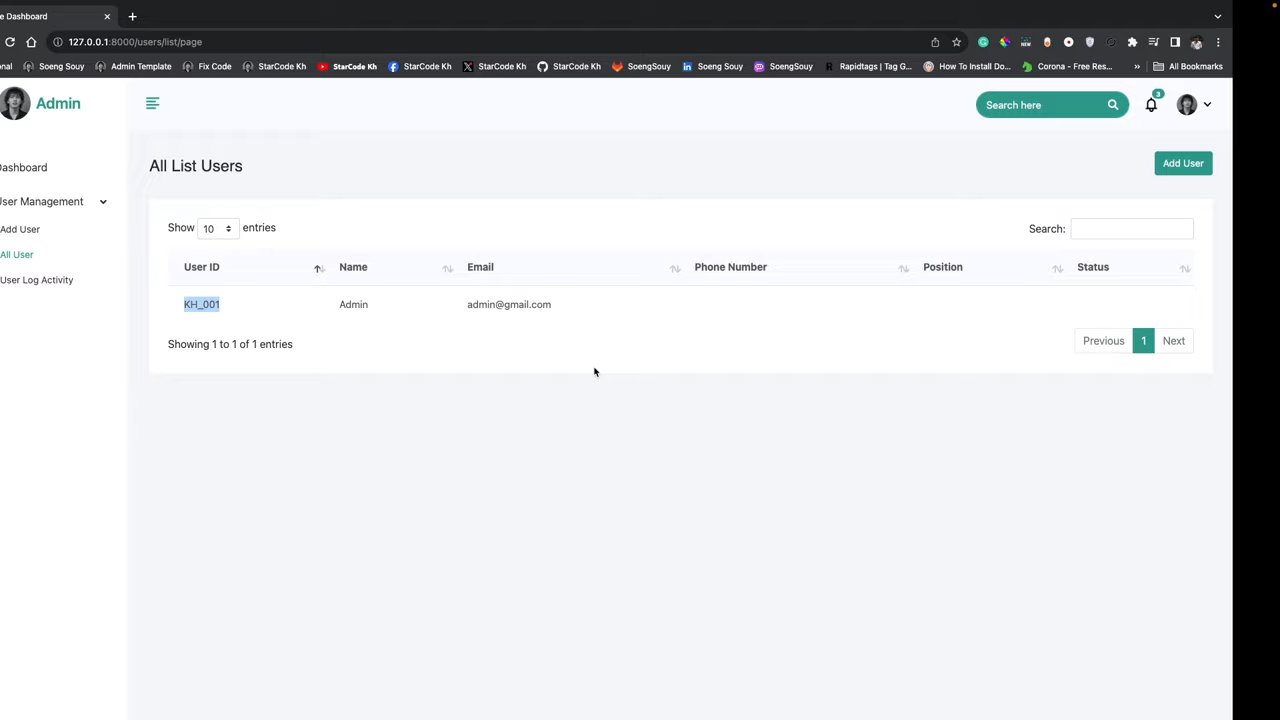 e Dashboard
127.0.0.1:8000/users/list/page
onal Soeng Souy Admin Template Fix Code StarCode Kh StarCode Kh StarCode Kh StarCode Kh StarCode Kh SoengSouy Soeng Souy SoengSouy Rapidtags | Tag G... How To Install Do... Corona - Free Res... » All Bookmarks
Admin
Search here
3
Dashboard
All List Users
Add User
User Management
Add User
All User
User Log Activity
Show 10 entries
Search:
User ID Name Email Phone Number Position Status
KH_001 Admin admin@gmail.com
Showing 1 to 1 of 1 entries
Previous 1 Next